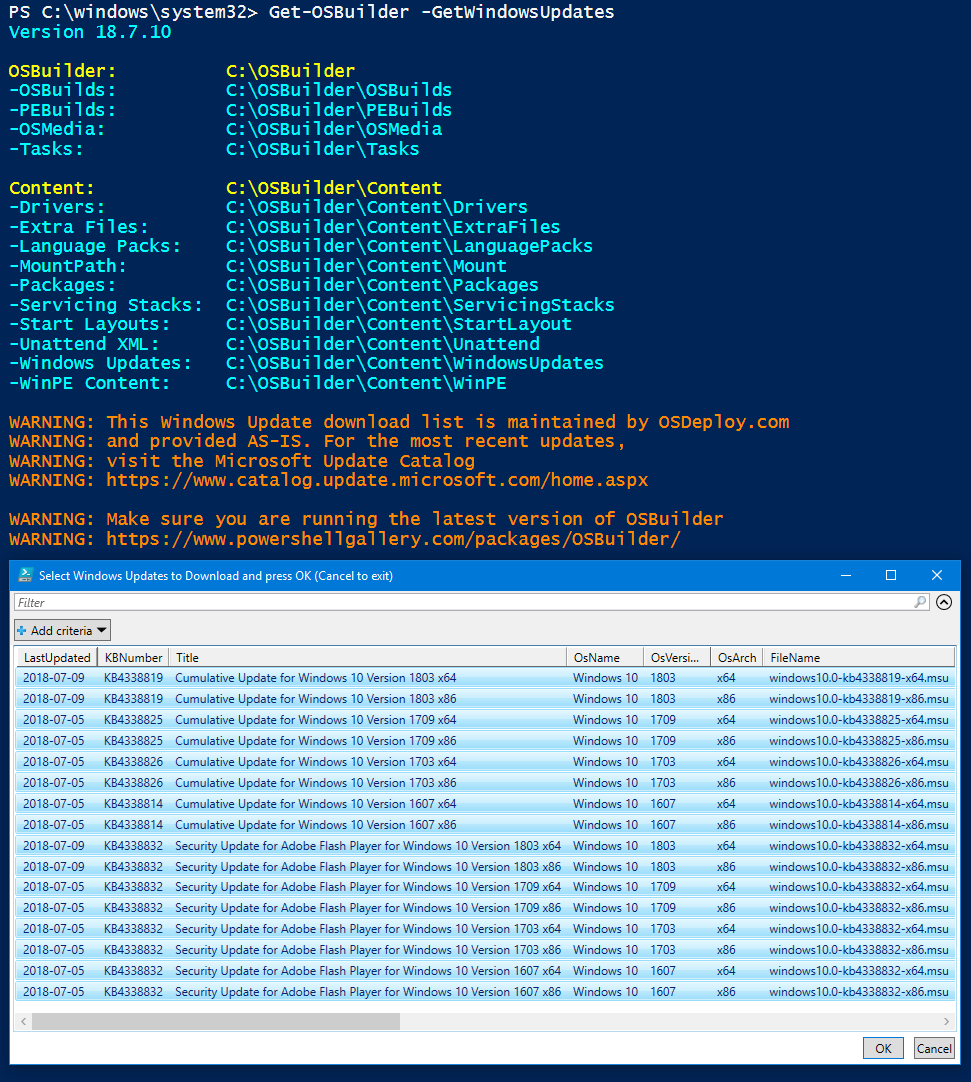 PS C:\windows\system32> Get-OSBuilder -GetWindowsUpdates
Version 18.7.10
OSBuilder: C:\OSBuilder
-OSBuilds: C:\OSBuilder\OSBuilds
-PEBuilds: C:\OSBuilder\PEBuilds
-OSMedia: C:\OSBuilder\OSMedia
-Tasks: C:\OSBuilder\Tasks
Content: C:\OSBuilder\Content
-Drivers: C:\OSBuilder\Content\Drivers
-Extra Files: C:\OSBuilder\Content\ExtraFiles
-Language Packs: C:\OSBuilder\Content\LanguagePacks
-MountPath: C:\OSBuilder\Content\Mount
-Packages: C:\OSBuilder\Content\Packages
-Servicing Stacks: C:\OSBuilder\Content\ServicingStacks
-Start Layouts: C:\OSBuilder\Content\StartLayout
-Unattend XML: C:\OSBuilder\Content\Unattend
-Windows Updates: C:\OSBuilder\Content\WindowsUpdates
-WinPE Content: C:\OSBuilder\Content\WinPE
WARNING: This Windows Update download list is maintained by OSDeploy.com
WARNING: and provided AS-IS. For the most recent updates,
WARNING: visit the Microsoft Update Catalog
WARNING: https://www.catalog.update.microsoft.com/home.aspx
WARNING: Make sure you are running the latest version of OSBuilder
WARNING: https://www.powershellgallery.com/packages/OSBuilder/
Select Windows Updates to Download and press OK (Cancel to exit)
Filter
Add criteria
LastUpdated KBNumber Title OsName OsVersi... OsArch FileName
2018-07-09 KB4338819 Cumulative Update for Windows 10 Version 1803 x64 Windows 10 1803 x64 windows10.0-kb4338819-x64.msu
2018-07-09 KB4338819 Cumulative Update for Windows 10 Version 1803 x86 Windows 10 1803 x86 windows10.0-kb4338819-x86.msu
2018-07-05 KB4338825 Cumulative Update for Windows 10 Version 1709 x64 Windows 10 1709 x64 windows10.0-kb4338825-x64.msu
2018-07-05 KB4338825 Cumulative Update for Windows 10 Version 1709 x86 Windows 10 1709 x86 windows10.0-kb4338825-x86.msu
2018-07-05 KB4338826 Cumulative Update for Windows 10 Version 1703 x64 Windows 10 1703 x64 windows10.0-kb4338826-x64.msu
2018-07-05 KB4338826 Cumulative Update for Windows 10 Version 1703 x86 Windows 10 1703 x86 windows10.0-kb4338826-x86.msu
2018-07-05 KB4338814 Cumulative Update for Windows 10 Version 1607 x64 Windows 10 1607 x64 windows10.0-kb4338814-x64.msu
2018-07-05 KB4338814 Cumulative Update for Windows 10 Version 1607 x86 Windows 10 1607 x86 windows10.0-kb4338814-x86.msu
2018-07-09 KB4338832 Security Update for Adobe Flash Player for Windows 10 Version 1803 x64 Windows 10 1803 x64 windows10.0-kb4338832-x64.msu
2018-07-09 KB4338832 Security Update for Adobe Flash Player for Windows 10 Version 1803 x86 Windows 10 1803 x86 windows10.0-kb4338832-x86.msu
2018-07-05 KB4338832 Security Update for Adobe Flash Player for Windows 10 Version 1709 x64 Windows 10 1709 x64 windows10.0-kb4338832-x64.msu
2018-07-05 KB4338832 Security Update for Adobe Flash Player for Windows 10 Version 1709 x86 Windows 10 1709 x86 windows10.0-kb4338832-x86.msu
2018-07-05 KB4338832 Security Update for Adobe Flash Player for Windows 10 Version 1703 x64 Windows 10 1703 x64 windows10.0-kb4338832-x64.msu
2018-07-05 KB4338832 Security Update for Adobe Flash Player for Windows 10 Version 1703 x86 Windows 10 1703 x86 windows10.0-kb4338832-x86.msu
2018-07-05 KB4338832 Security Update for Adobe Flash Player for Windows 10 Version 1607 x64 Windows 10 1607 x64 windows10.0-kb4338832-x64.msu
2018-07-05 KB4338832 Security Update for Adobe Flash Player for Windows 10 Version 1607 x86 Windows 10 1607 x86 windows10.0-kb4338832-x86.msu
OK Cancel